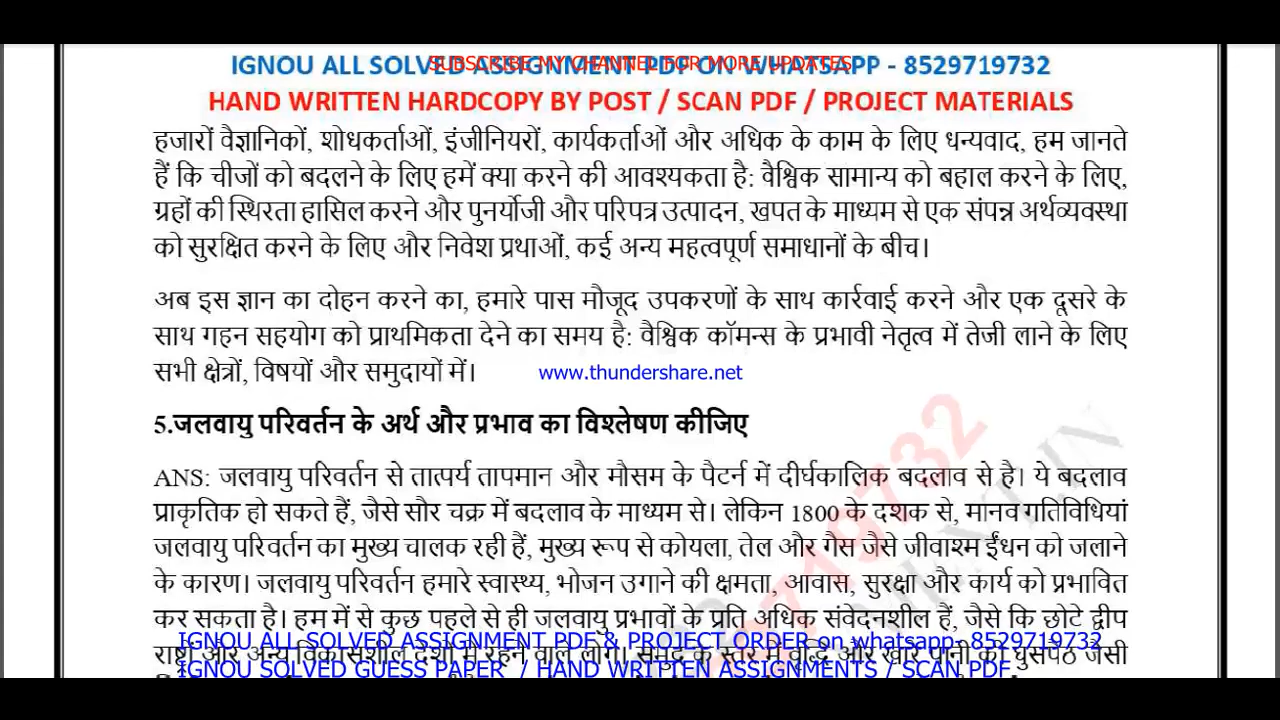 IGNOU ALL SOLVED ASSIGNMENT PDF ON WHATSAPP - 8529719732
SUBSCRIBE MY CHANNEL FOR MORE UPDATES
HAND WRITTEN HARDCOPY BY POST / SCAN PDF / PROJECT MATERIALS
हजारों वैज्ञानिकों, शोधकर्ताओं, इंजीनियरों, कार्यकर्ताओं और अधिक के काम के लिए धन्यवाद, हम जानते
हैं कि चीजों को बदलने के लिए हमें क्या करने की आवश्यकता है: वैश्विक सामान्य को बहाल करने के लिए,
ग्रहों की स्थिरता हासिल करने और पुनर्योजी और परिपत्र उत्पादन, खपत के माध्यम से एक संपन्न अर्थव्यवस्था
को सुरक्षित करने के लिए और निवेश प्रथाओं, कई अन्य महत्वपूर्ण समाधानों के बीच।
अब इस ज्ञान का दोहन करने का, हमारे पास मौजूद उपकरणों के साथ कार्रवाई करने और एक दूसरे के
साथ गहन सहयोग को प्राथमिकता देने का समय है: वैश्विक कॉमन्स के प्रभावी नेतृत्व में तेजी लाने के लिए
सभी क्षेत्रों, विषयों और समुदायों में।
www.thundershare.net
5.जलवायु परिवर्तन के अर्थ और प्रभाव का विश्लेषण कीजिए
ANS: जलवायु परिवर्तन से तात्पर्य तापमान और मौसम के पैटर्न में दीर्घकालिक बदलाव से है। ये बदलाव
प्राकृतिक हो सकते हैं, जैसे सौर चक्र में बदलाव के माध्यम से। लेकिन 1800 के दशक से, मानव गतिविधियां
जलवायु परिवर्तन का मुख्य चालक रही हैं, मुख्य रूप से कोयला, तेल और गैस जैसे जीवाश्म ईंधन को जलाने
के कारण। जलवायु परिवर्तन हमारे स्वास्थ्य, भोजन उगाने की क्षमता, आवास, सुरक्षा और कार्य को प्रभावित
कर सकता है। हम में से कुछ पहले से ही जलवायु प्रभावों के प्रति अधिक संवेदनशील हैं, जैसे कि छोटे द्वीप
IGNOU ALL SOLVED ASSIGNMENT PDF & PROJECT ORDER on whatsapp- 8529719732
राष्ट्रों और अन्य विकासशील देशों में रहने वाले लोग। समुद्र के स्तर में वृद्धि और खारे पानी की घुसपैठ जैसी
IGNOU SOLVED GUESS PAPER / HAND WRITTEN ASSIGNMENTS / SCAN PDF